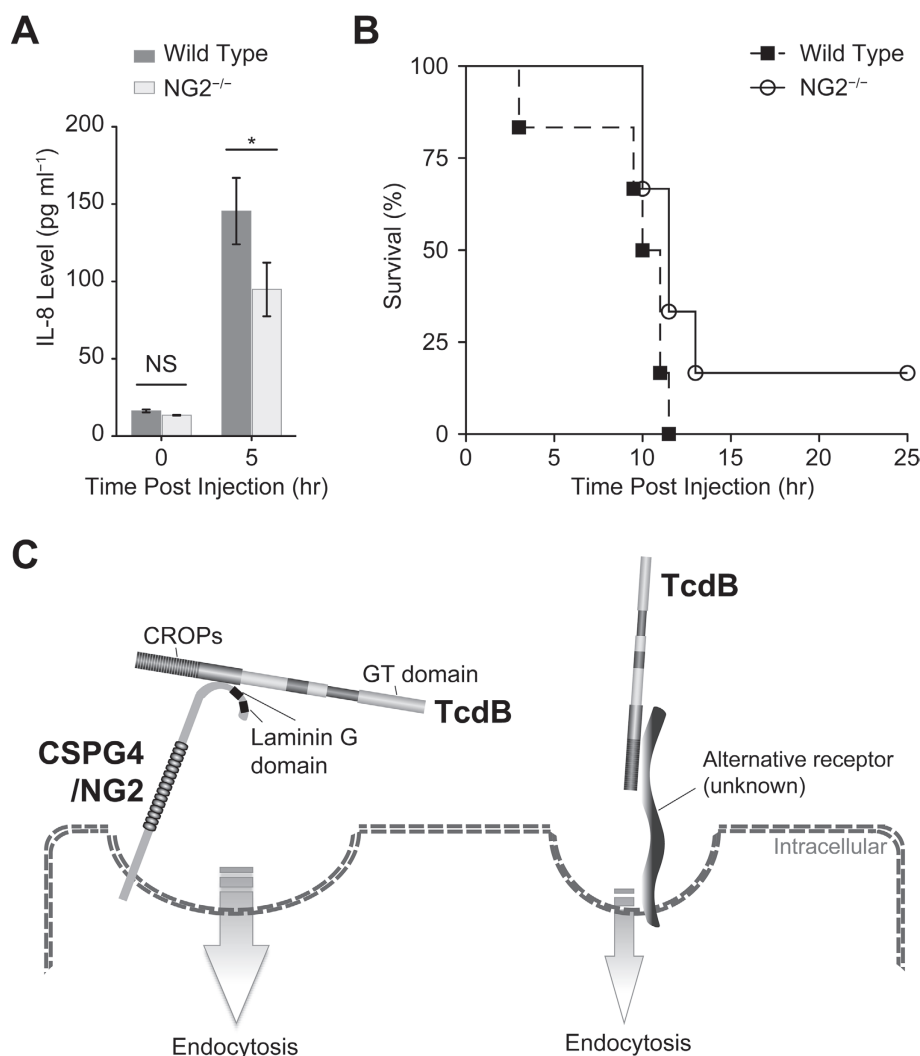 A
Wild Type
NG2⁻/⁻
IL-8 Level (pg ml⁻¹)
200
150
100
50
0
NS
*
0
5
Time Post Injection (hr)
B
Wild Type
NG2⁻/⁻
Survival (%)
100
75
50
25
0
0
5
10
15
20
25
Time Post Injection (hr)
C
CROPs
GT domain
TcdB
Laminin G
domain
CSPG4
/NG2
Endocytosis
TcdB
Alternative receptor
(unknown)
Intracellular
Endocytosis